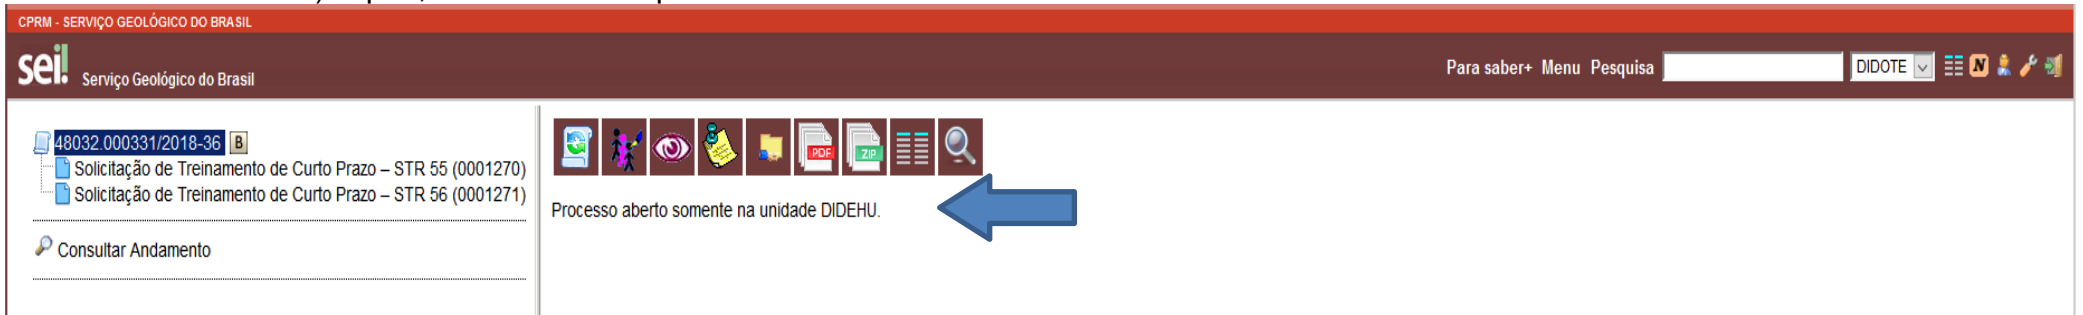 CPRM - SERVIÇO GEOLÓGICO DO BRASIL
sei! Serviço Geológico do Brasil
Para saber+ Menu Pesquisa DIDOTE N
48032.000331/2018-36 B
Solicitação de Treinamento de Curto Prazo – STR 55 (0001270)
Solicitação de Treinamento de Curto Prazo – STR 56 (0001271)
Consultar Andamento
PDF ZIP
Processo aberto somente na unidade DIDEHU.